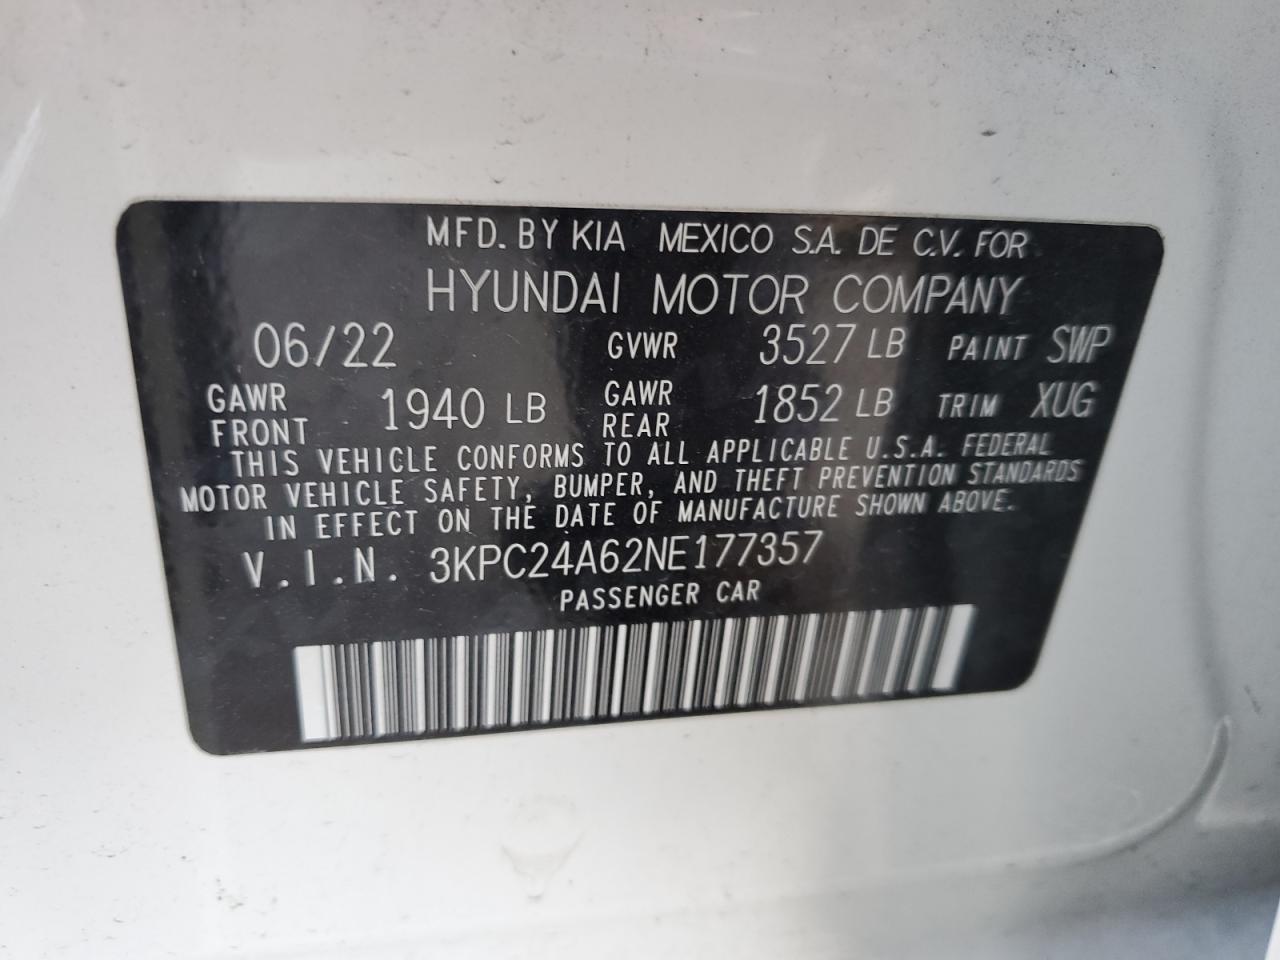 MFD. BY KIA MEXICO S.A. DE C.V. FOR
HYUNDAI MOTOR COMPANY
06/22 GVWR 3527 LB PAINT SWP
GAWR FRONT 1940 LB GAWR REAR 1852 LB TRIM XUG
THIS VEHICLE CONFORMS TO ALL APPLICABLE U.S.A. FEDERAL
MOTOR VEHICLE SAFETY, BUMPER, AND THEFT PREVENTION STANDARDS
IN EFFECT ON THE DATE OF MANUFACTURE SHOWN ABOVE.
V.I.N. 3KPC24A62NE177357
PASSENGER CAR